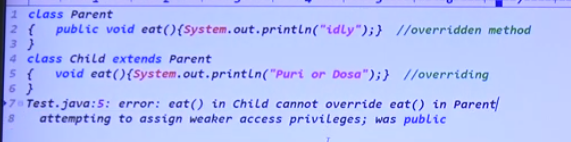 1 class Parent
2 { public void eat(){System.out.println("idly");} //overridden method
3 }
4 class Child extends Parent
5 { void eat(){System.out.println("Puri or Dosa");} //overriding
6 }
7 Test.java:5: error: eat() in Child cannot override eat() in Parent
8 attempting to assign weaker access privileges; was public